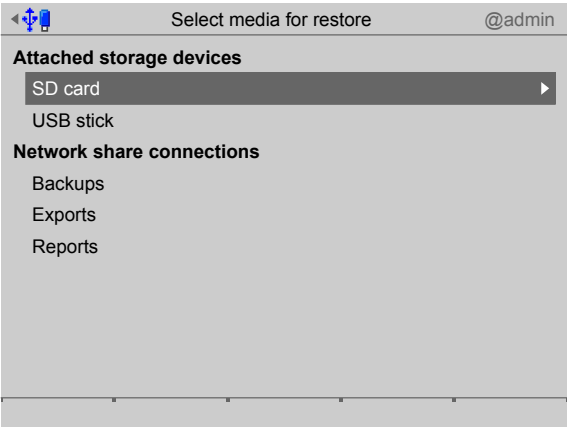 Select media for restore @admin
Attached storage devices
SD card
USB stick
Network share connections
Backups
Exports
Reports